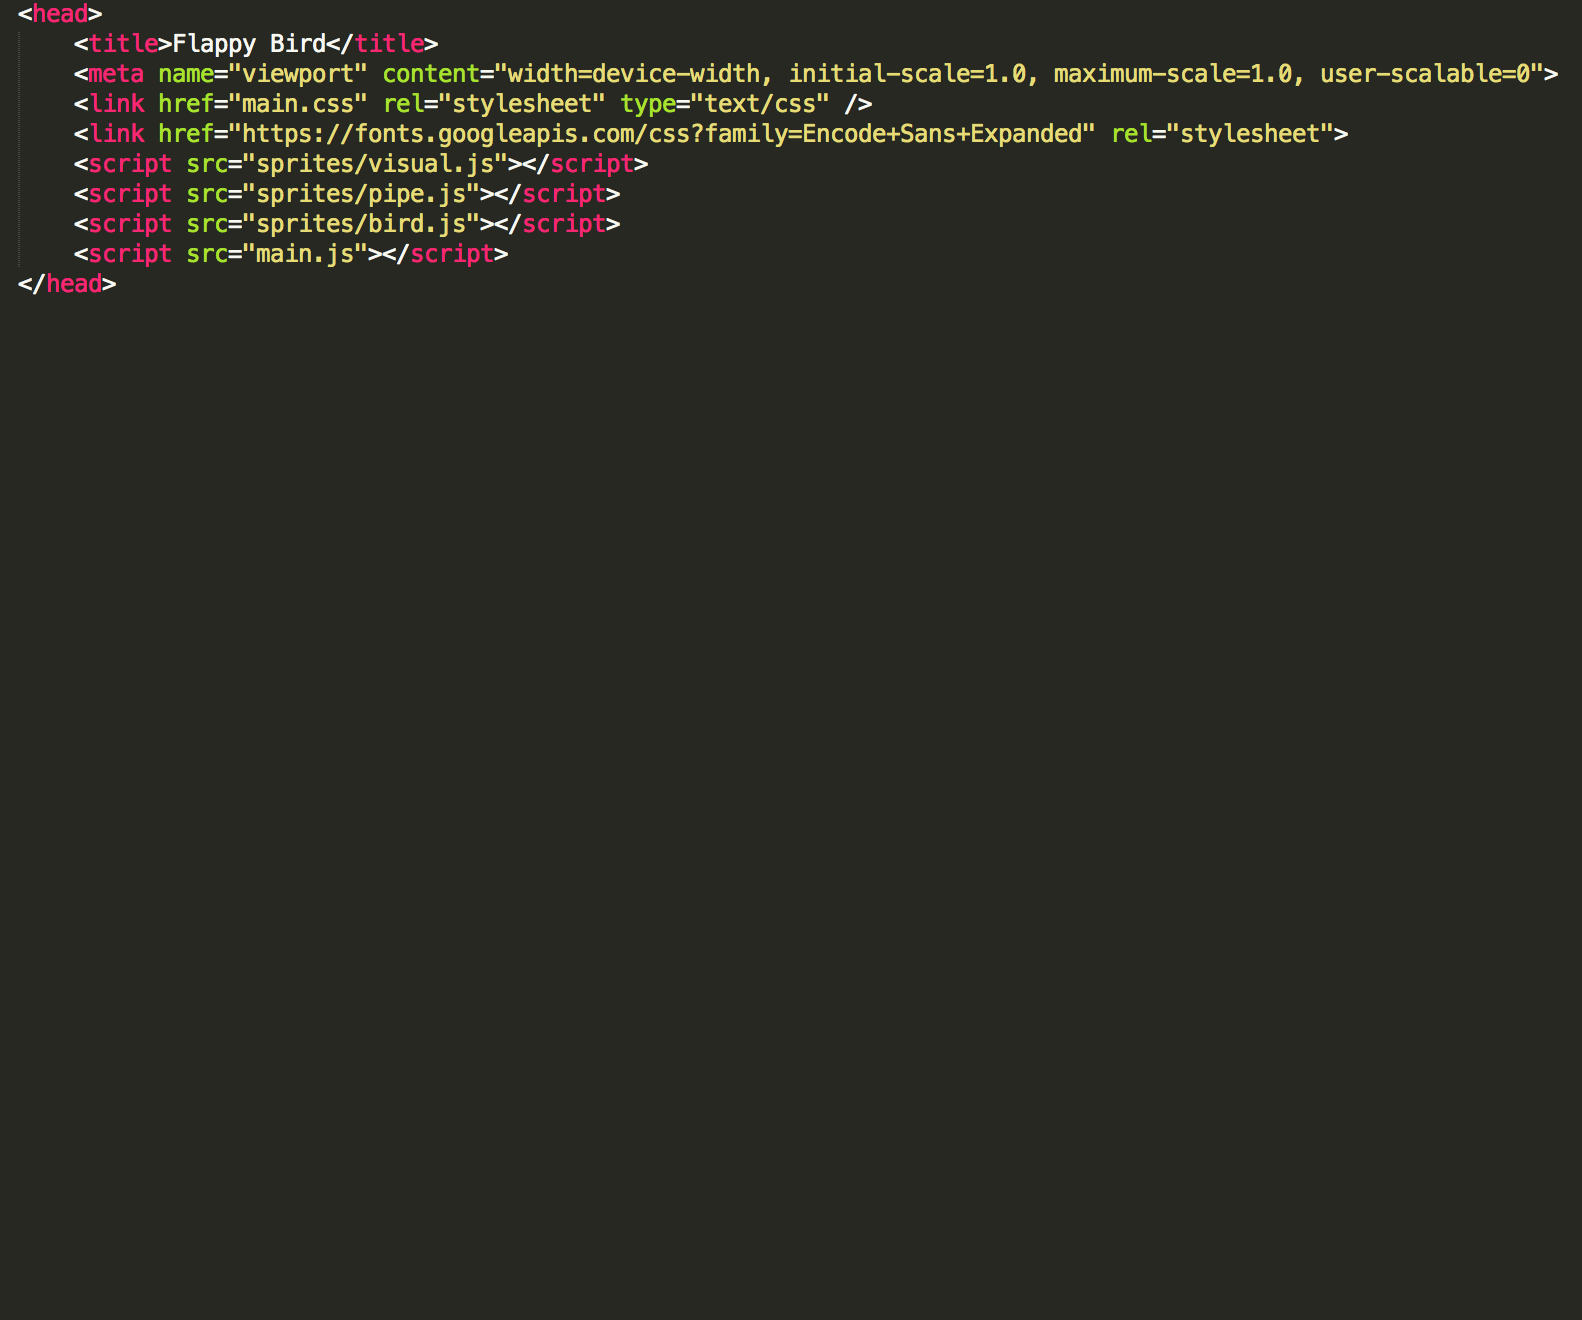 <head>
<title>Flappy Bird</title>
<meta name="viewport" content="width=device-width, initial-scale=1.0, maximum-scale=1.0, user-scalable=0">
<link href="main.css" rel="stylesheet" type="text/css" />
<link href="https://fonts.googleapis.com/css?family=Encode+Sans+Expanded" rel="stylesheet">
<script src="sprites/visual.js"></script>
<script src="sprites/pipe.js"></script>
<script src="sprites/bird.js"></script>
<script src="main.js"></script>
</head>